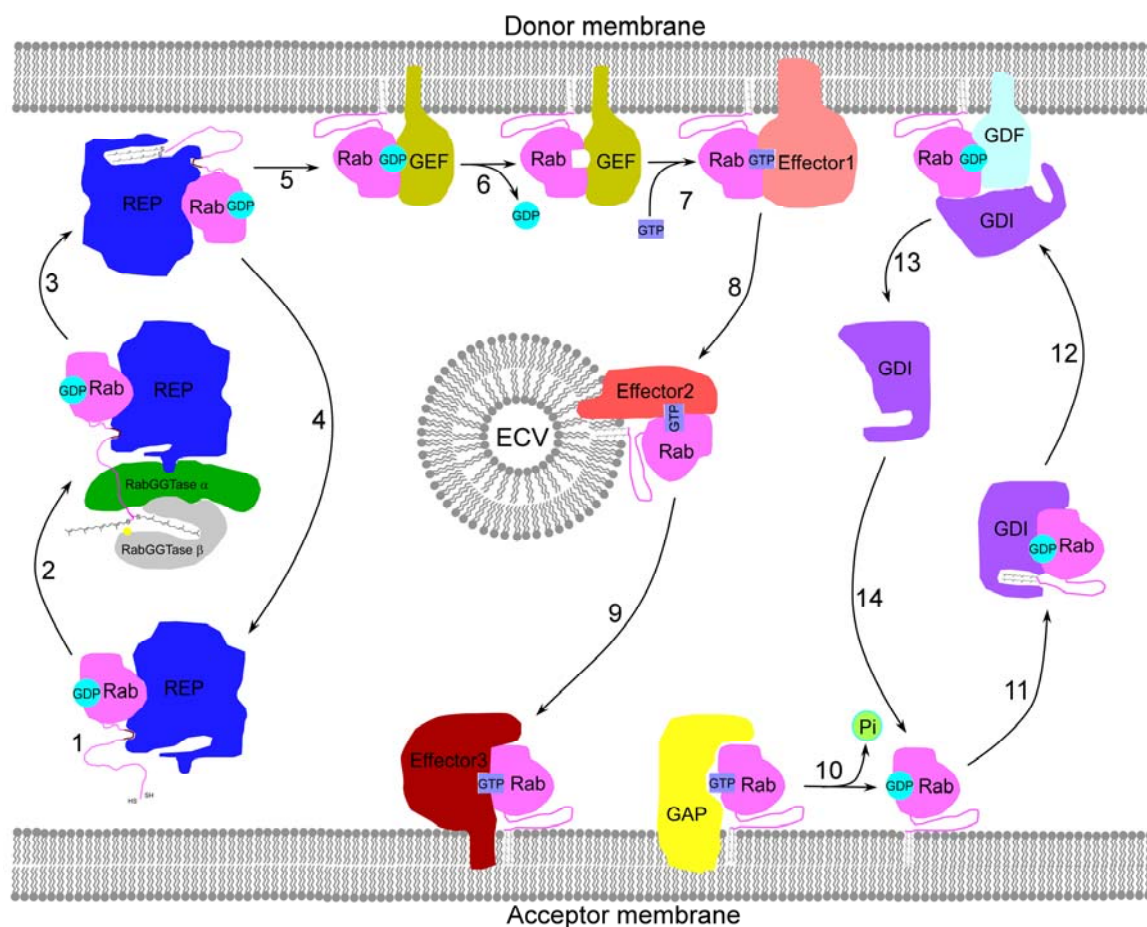 Donor membrane
Rab GDP GEF
Rab GEF
Rab GTP Effector1
GDF
Rab GDP
GDI
REP
Rab GDP
5
6
GDP
7
GTP
3
13
8
12
GDP Rab
REP
4
GDI
Effector2
GTP
Rab
ECV
RabGGTase α
RabGGTase β
2
GDI
GDP Rab
9
14
GDP Rab
REP
11
1
HS
SH
Effector3
GTP Rab
GTP Rab
GAP
Pi
10
GDP Rab
Acceptor membrane